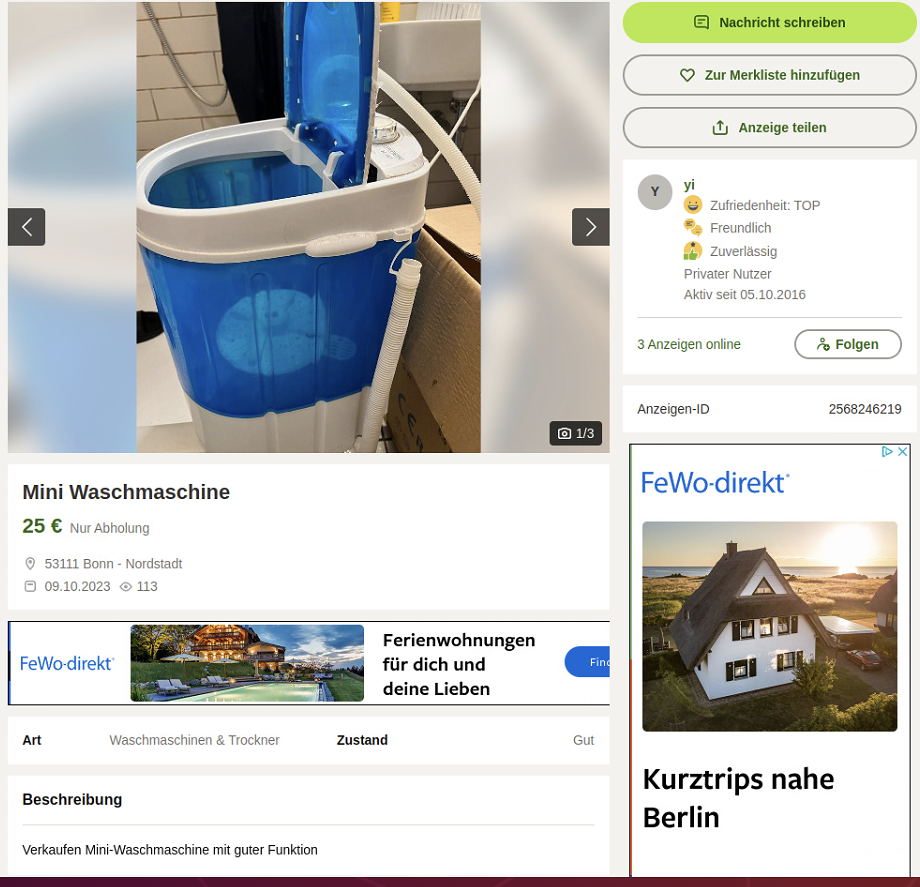 1/3
Mini Waschmaschine
25 € Nur Abholung
53111 Bonn - Nordstadt
09.10.2023 113
FeWo-direkt
Ferienwohnungen
für dich und
deine Lieben
Art Waschmaschinen & Trockner Zustand Gut
Beschreibung
Verkaufen Mini-Waschmaschine mit guter Funktion
Nachricht schreiben
Zur Merkliste hinzufügen
Anzeige teilen
Y
yi
Zufriedenheit: TOP
Freundlich
Zuverlässig
Privater Nutzer
Aktiv seit 05.10.2016
3 Anzeigen online
Folgen
Anzeigen-ID 2568246219
FeWo-direkt
Kurztrips nahe
Berlin